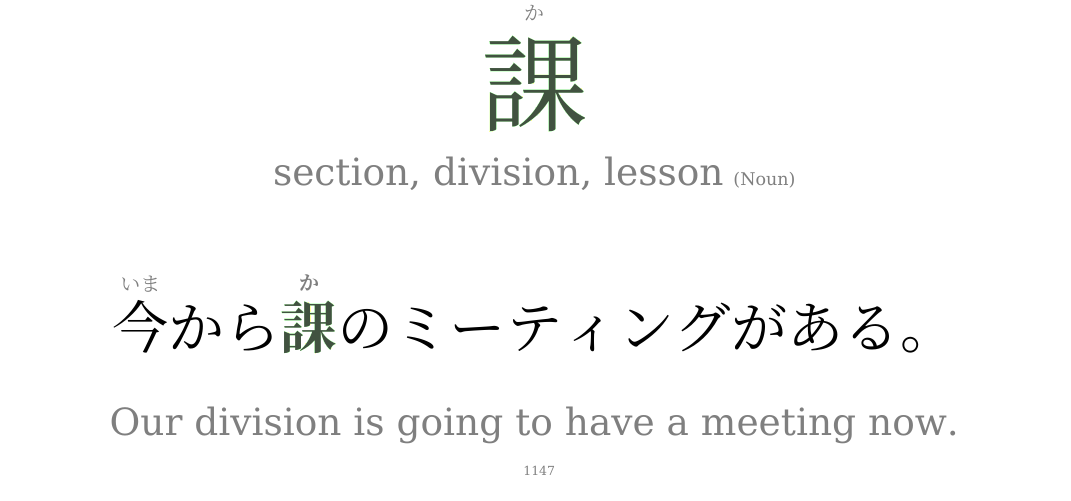 か
課
section, division, lesson (Noun)
いま か
今から課のミーティングがある。
Our division is going to have a meeting now.
1147